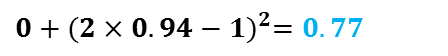 0 + (2 × 0.94 − 1)²= 0.77